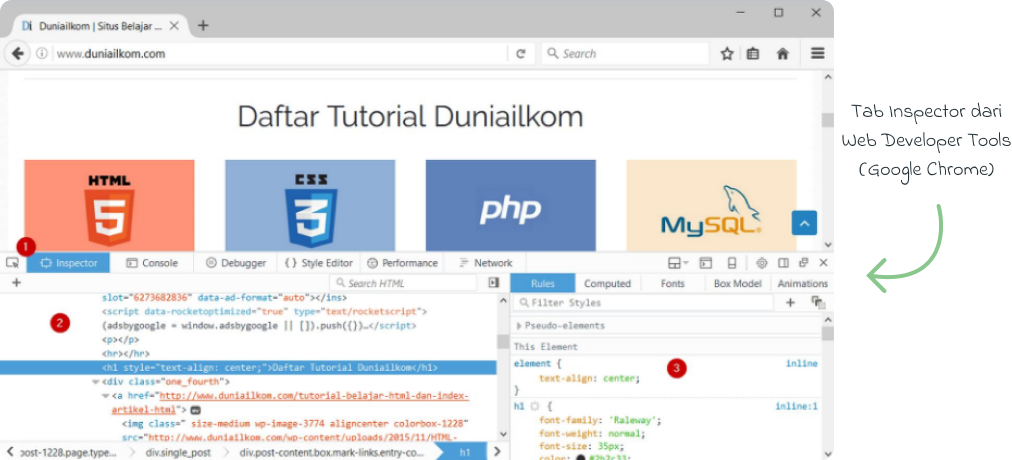 Di Duniailkom | Situs Belajar ...
www.duniailkom.com
Search
Daftar Tutorial Duniailkom
HTML
5
CSS
3
php
MySQL
Tab Inspector dari
Web Developer Tools
(Google Chrome)
1
Inspector Console Debugger { } Style Editor Performance Network
+ Search HTML
2
slot="6273682836" data-ad-format="auto"></ins>
<script data-rocketoptimized="true" type="text/rocketscript">
(adsbygoogle = window.adsbygoogle || []).push({})…</script>
<p></p>
<hr></hr>
<h1 style="text-align: center;">Daftar Tutorial Duniailkom</h1>
<div class="one_fourth">
<a href="http://www.duniailkom.com/tutorial-belajar-html-dan-index-
artikel-html">
<img class=" size-medium wp-image-3774 aligncenter colorbox-1228"
src="http://www.duniailkom.com/wp-content/uploads/2015/11/HTML-
post-1228.page.type... div.single_post div.post-content.box.mark-links.entry-co... h1
Rules Computed Fonts Box Model Animations
Filter Styles +
Pseudo-elements
This Element
element { inline
3
text-align: center;
}
h1 { inline:1
font-family: 'Raleway';
font-weight: normal;
font-size: 35px;
color: #2b2c33;